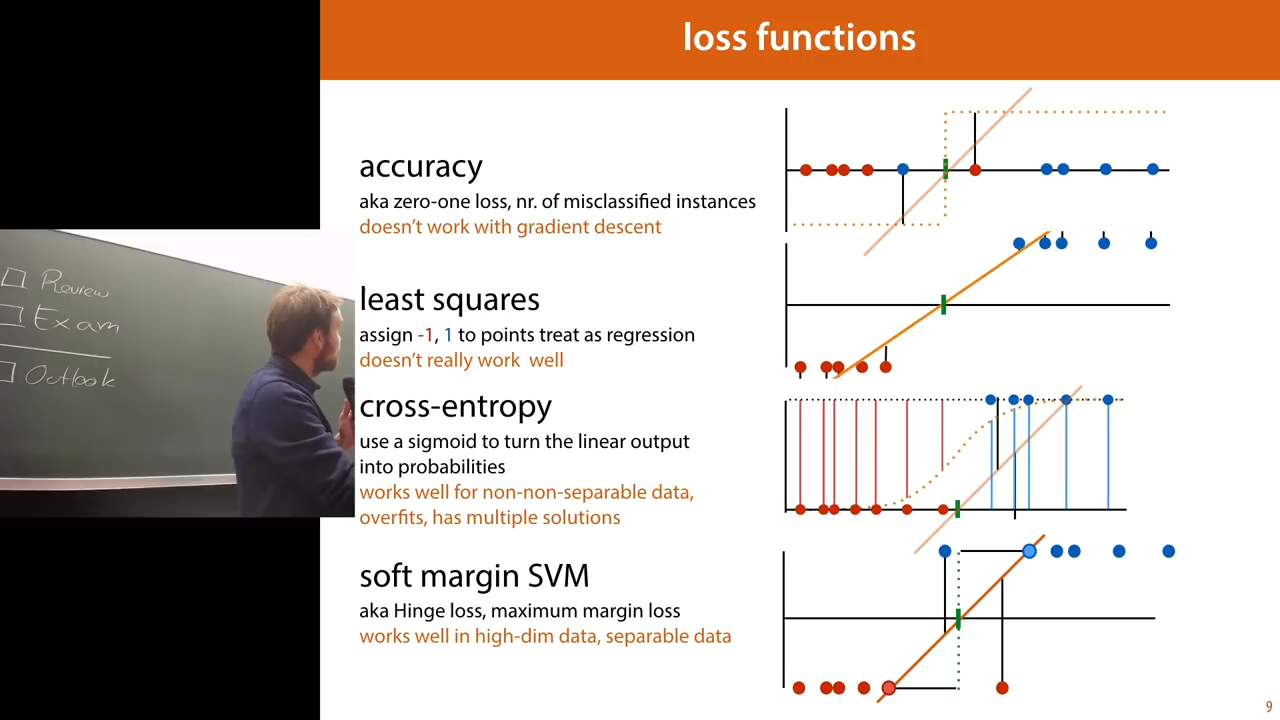 loss functions
accuracy
aka zero-one loss, nr. of misclassified instances
doesn't work with gradient descent
least squares
assign -1, 1 to points treat as regression
doesn't really work  well
cross-entropy
use a sigmoid to turn the linear output
into probabilities
works well for non-non-separable data,
overfits, has multiple solutions
soft margin SVM
aka Hinge loss, maximum margin loss
works well in high-dim data, separable data
Review
Exam
Outlook
9